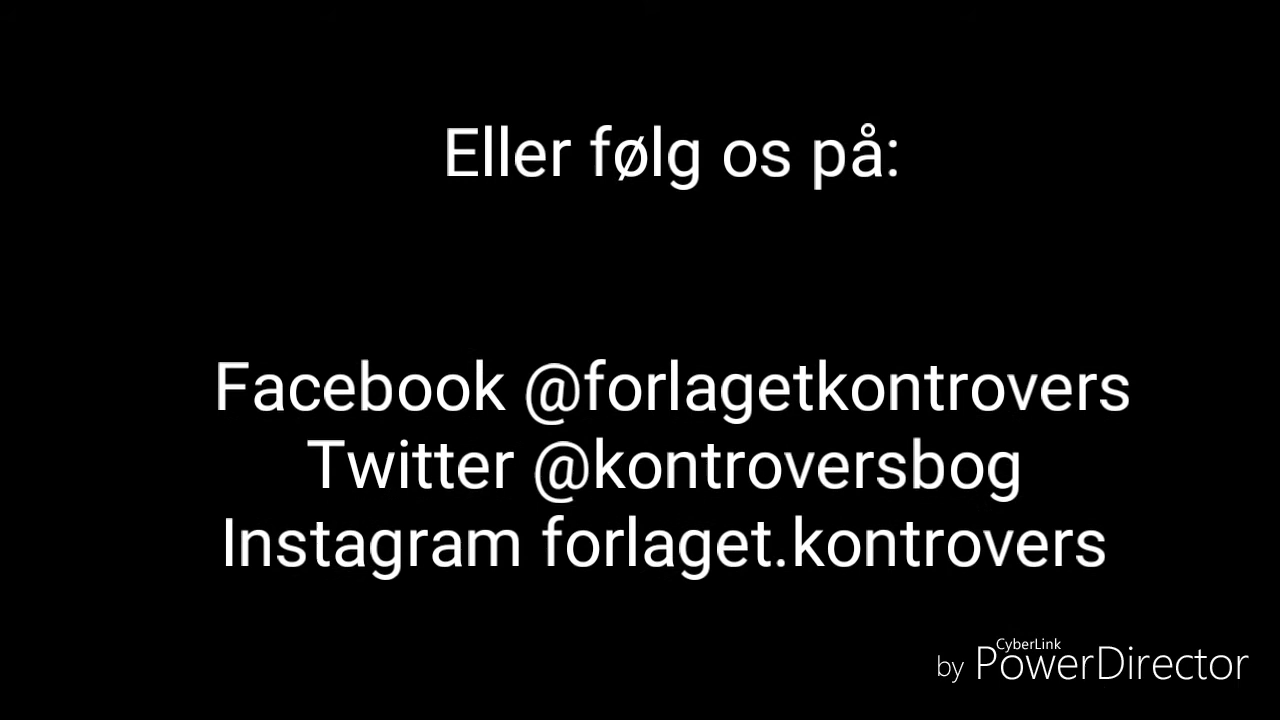 Eller følg os på:
Facebook @forlagetkontrovers
Twitter @kontroversbog
Instagram forlaget.kontrovers
CyberLink
by PowerDirector